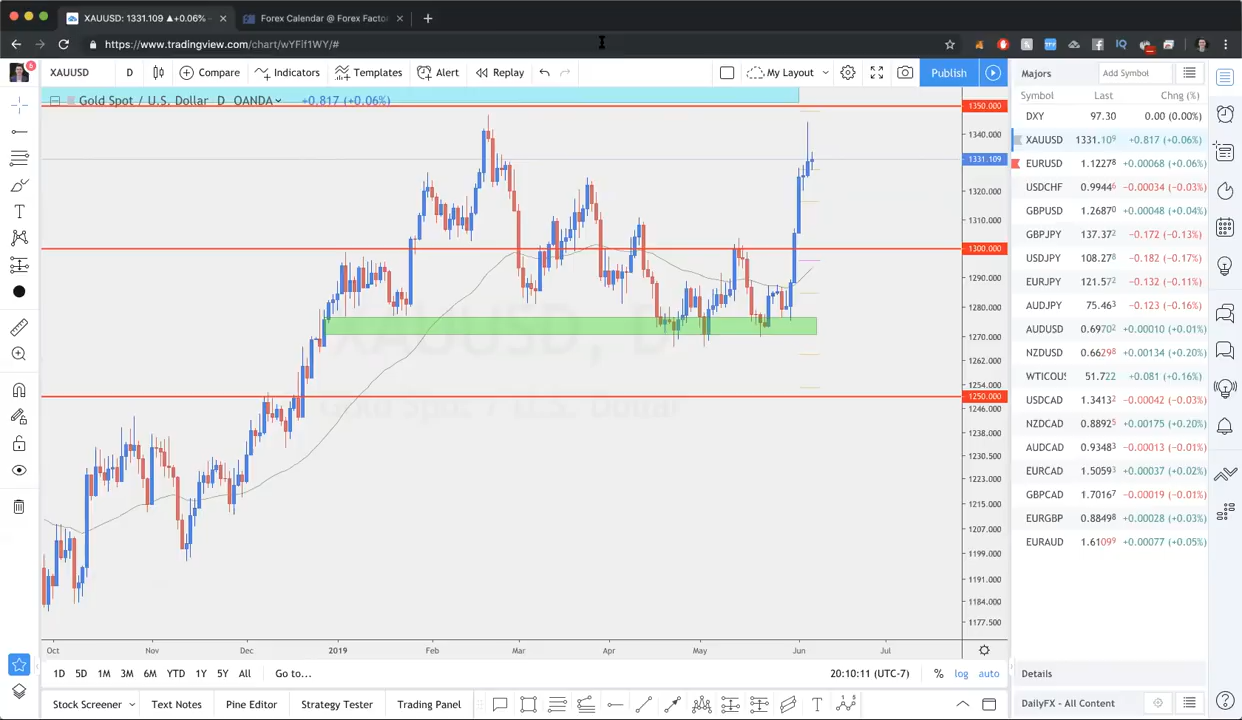 XAUUSD: 1331.109 ▲+0.06% ×
Forex Calendar @ Forex Facto ×
https://www.tradingview.com/chart/wYFif1WY/#
8
XAUUSD D Compare Indicators Templates Alert Replay My Layout Publish
Gold Spot / U.S. Dollar D OANDA +0.817 (+0.06%)
XAUUSD, D
Gold Spot / U.S. Dollar
1350.000
1340.000
1331.109
1320.000
1310.000
1300.000
1290.000
1280.000
1270.000
1262.000
1254.000
1250.000
1246.000
1238.000
1230.500
1223.000
1215.000
1207.000
1199.000
1191.000
1184.000
1177.500
Oct Nov Dec 2019 Feb Mar Apr May Jun Jul
1D 5D 1M 3M 6M YTD 1Y 5Y All Go to... 20:10:11 (UTC-7) % log auto
Stock Screener Text Notes Pine Editor Strategy Tester Trading Panel
Majors Add Symbol
Symbol Last Chng (%)
DXY 97.30 0.00 (0.00%)
XAUUSD 1331.109 +0.817 (+0.06%)
EURUSD 1.12278 +0.00068 (+0.06%)
USDCHF 0.99446 −0.00034 (−0.03%)
GBPUSD 1.26870 +0.00048 (+0.04%)
GBPJPY 137.372 −0.172 (−0.13%)
USDJPY 108.278 −0.182 (−0.17%)
EURJPY 121.572 −0.132 (−0.11%)
AUDJPY 75.463 −0.123 (−0.16%)
AUDUSD 0.69702 +0.00010 (+0.01%)
NZDUSD 0.66298 +0.00134 (+0.20%)
WTICOUS 51.722 +0.081 (+0.16%)
USDCAD 1.34132 −0.00042 (−0.03%)
NZDCAD 0.88925 +0.00175 (+0.20%)
AUDCAD 0.93483 −0.00013 (−0.01%)
EURCAD 1.50593 +0.00037 (+0.02%)
GBPCAD 1.70167 −0.00019 (−0.01%)
EURGBP 0.88498 +0.00028 (+0.03%)
EURAUD 1.61099 +0.00077 (+0.05%)
Details
DailyFX - All Content